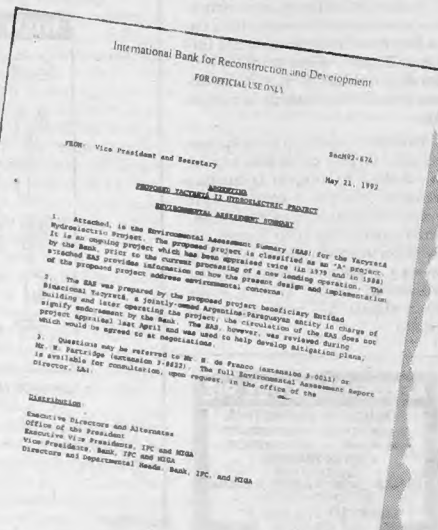 International Bank for Reconstruction and Development
FOR OFFICIAL USE ONLY
SecM92-676
FROM: Vice President and Secretary
May 21, 1992
ARGENTINA
PROPOSED YACYRETA II HYDROELECTRIC PROJECT
ENVIRONMENTAL ASSESSMENT SUMMARY
1. Attached, is the Environmental Assessment Summary (EAS) for the Yacyretá
Hydroelectric Project. The proposed project is classified as an "A" project.
It is an ongoing project which has been appraised twice (in 1979 and in 1988)
by the Bank, prior to the current processing of a new lending operation. The
attached EAS provides information on how the present design and implementation
of the proposed project address environmental concerns.
2. The EAS was prepared by the proposed project beneficiary Entidad
Binacional Yacyretá, a jointly-owned Argentine-Paraguayan entity in charge of
building and later operating the project; the circulation of the EAS does not
signify endorsement by the Bank. The EAS, however, was reviewed during
project appraisal last April and was used to help develop mitigation plans,
which would be agreed to at negotiations.
3. Questions may be referred to Mr. N. de Franco (extension 3-0011) or
Mr. W. Partridge (extension). The full Environmental Assessment Report
is available for consultation, upon request, in the office of the
Director, LA4.
Distribution
Executive Directors and Alternates
Office of the President
Executive Vice Presidents, IFC and MIGA
Vice Presidents, Bank, IFC and MIGA
Directors and Departmental Heads, Bank, IFC, and MIGA